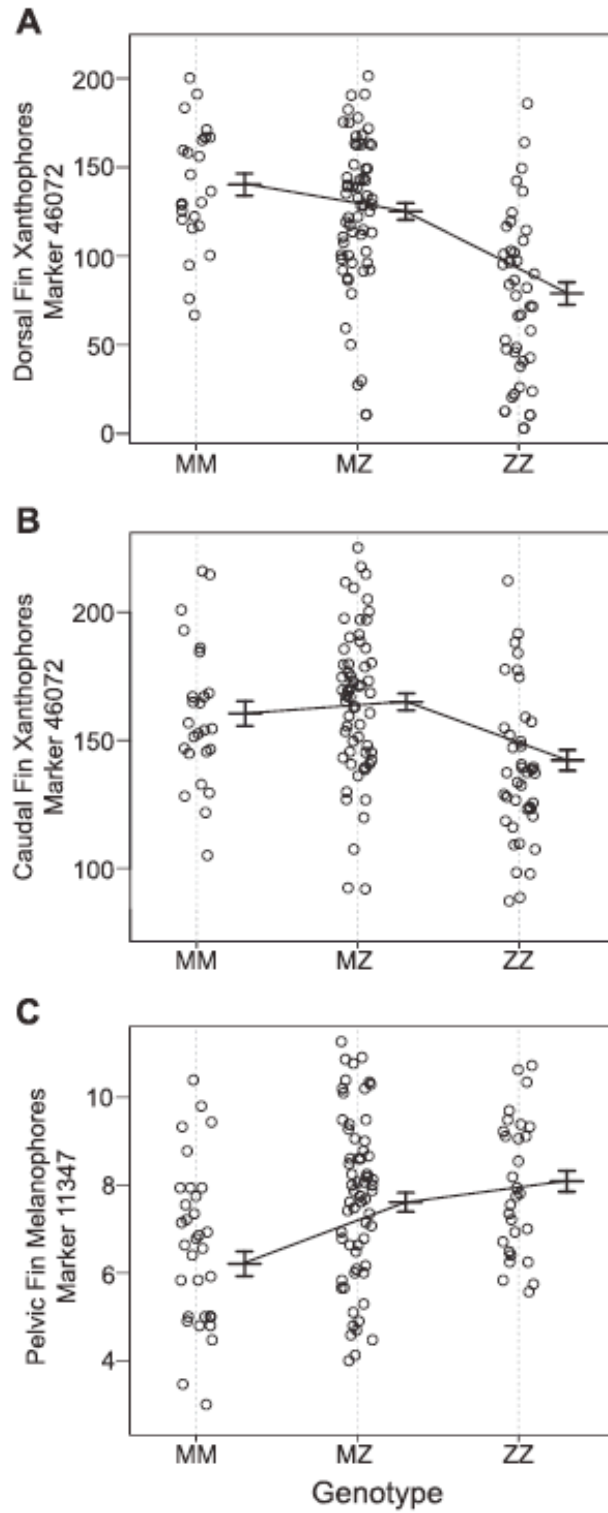 A
Dorsal Fin Xanthophores
Marker 46072
200
150
100
50
0
MM MZ ZZ
B
Caudal Fin Xanthophores
Marker 46072
200
150
100
MM MZ ZZ
C
Pelvic Fin Melanophores
Marker 11347
10
8
6
4
MM MZ ZZ
Genotype